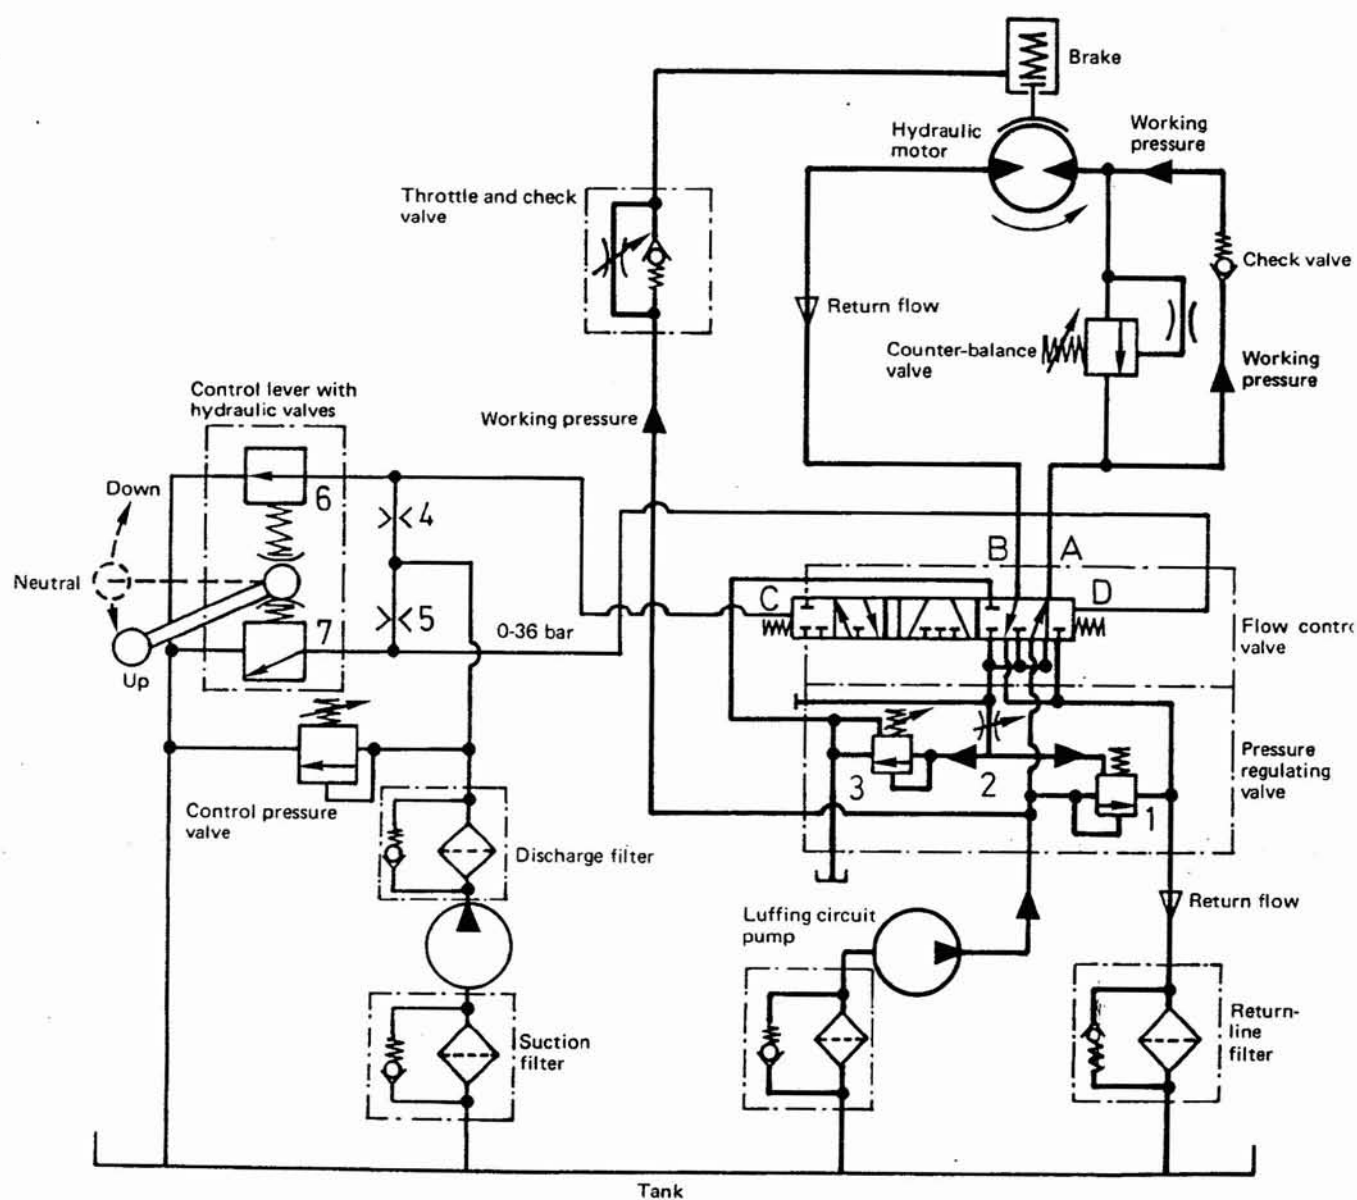 Brake
Hydraulic
motor
Working
pressure
Throttle and check
valve
Check valve
Return flow
Counter-balance
valve
Working
pressure
Control lever with
hydraulic valves
Working pressure
6
Down
4
B
A
Neutral
C
D
7
5
0-36 bar
Flow contr
valve
Up
Pressure
regulating
valve
3
2
1
Control pressure
valve
Discharge filter
Return flow
Luffing circuit
pump
Return-
line
filter
Suction
filter
Tank